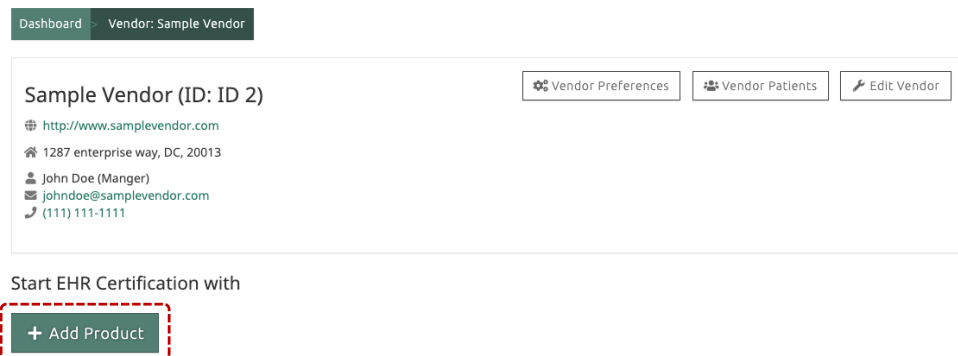 Dashboard > Vendor: Sample Vendor
Sample Vendor (ID: ID 2)
Vendor Preferences
Vendor Patients
Edit Vendor
http://www.samplevendor.com
1287 enterprise way, DC, 20013
John Doe (Manger)
johndoe@samplevendor.com
(111) 111-1111
Start EHR Certification with
+ Add Product